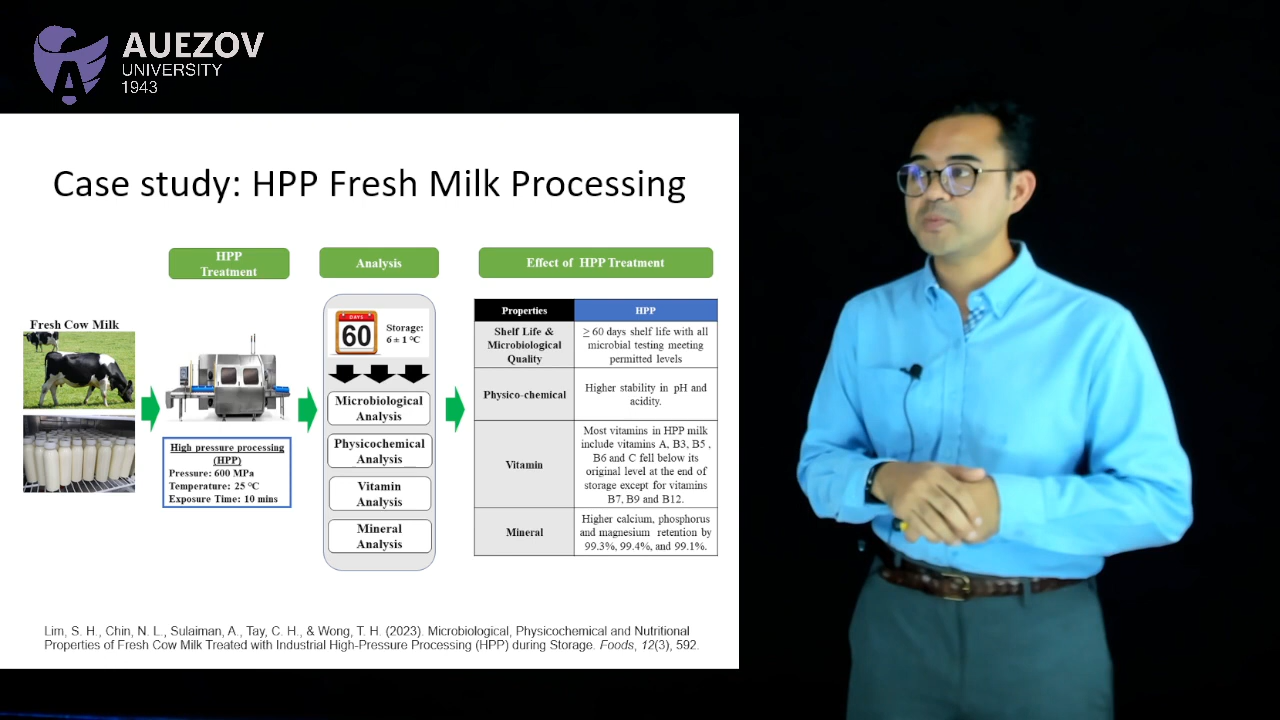 AUEZOV
UNIVERSITY
1943
Case study: HPP Fresh Milk Processing
HPP
Treatment
Analysis
Effect of HPP Treatment
Fresh Cow Milk
High pressure processing
(HPP)
Pressure: 600 MPa
Temperature: 25 °C
Exposure Time: 10 mins
DAYS
60
Storage:
6 ± 1 °C
Microbiological
Analysis
Physicochemical
Analysis
Vitamin
Analysis
Mineral
Analysis
Properties
HPP
Shelf Life &
Microbiological
Quality
≥ 60 days shelf life with all
microbial testing meeting
permitted levels
Physico-chemical
Higher stability in pH and
acidity.
Vitamin
Most vitamins in HPP milk
include vitamins A, B3, B5 ,
B6 and C fell below its
original level at the end of
storage except for vitamins
B7, B9 and B12.
Mineral
Higher calcium, phosphorus
and magnesium retention by
99.3%, 99.4%, and 99.1%.
Lim, S. H., Chin, N. L., Sulaiman, A., Tay, C. H., & Wong, T. H. (2023). Microbiological, Physicochemical and Nutritional
Properties of Fresh Cow Milk Treated with Industrial High-Pressure Processing (HPP) during Storage. Foods, 12(3), 592.